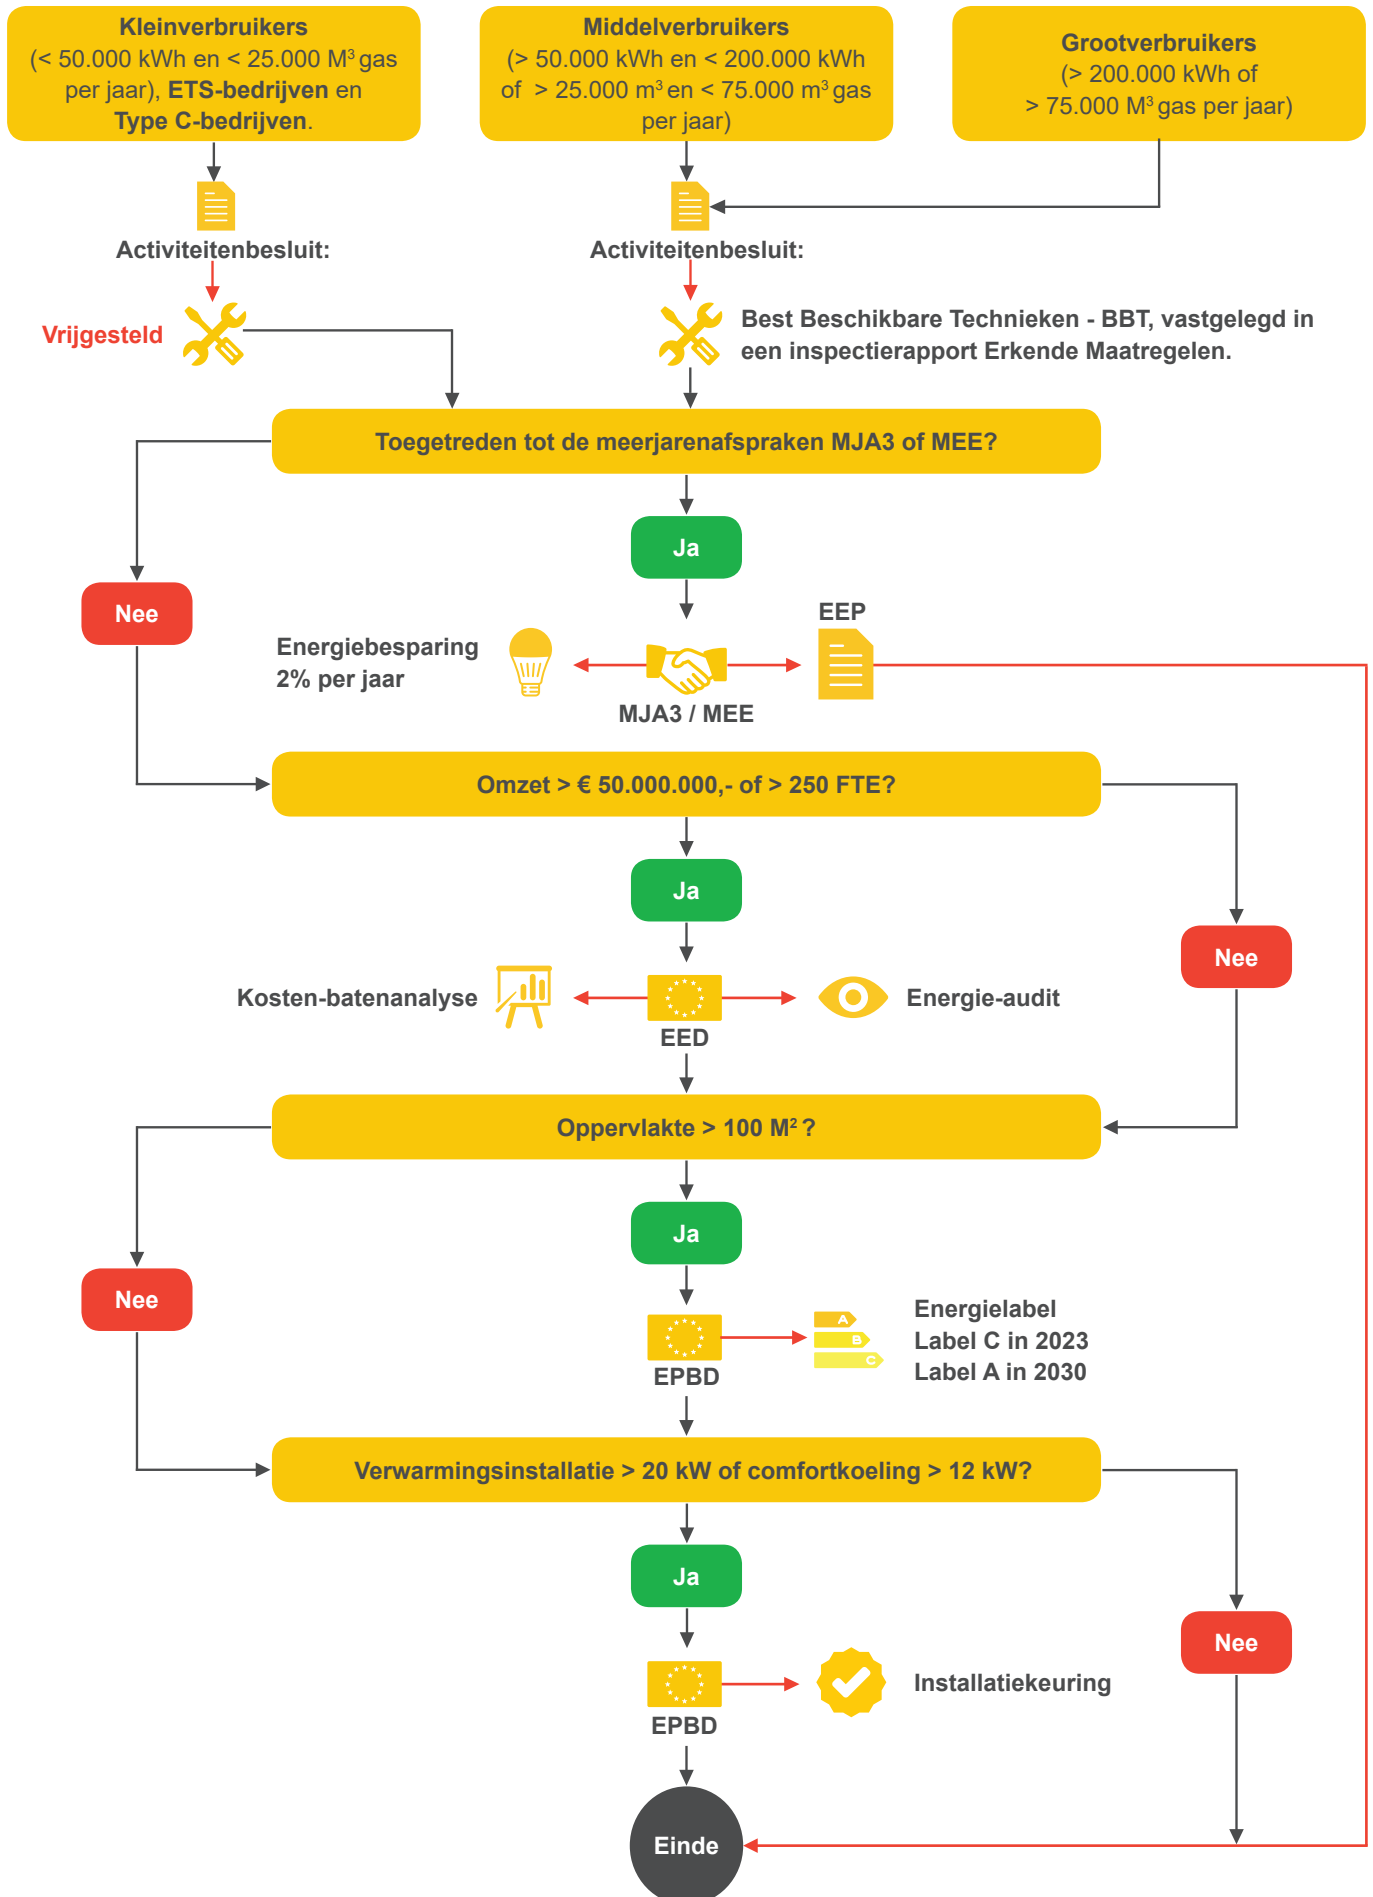 Kleinverbruikers
(< 50.000 kWh en < 25.000 M³ gas
per jaar), ETS-bedrijven en
Type C-bedrijven.
Middelverbruikers
(> 50.000 kWh en < 200.000 kWh
of > 25.000 m³ en < 75.000 m³ gas
per jaar)
Grootverbruikers
(> 200.000 kWh of
> 75.000 M³ gas per jaar)
Activiteitenbesluit:
Activiteitenbesluit:
Vrijgesteld
Best Beschikbare Technieken - BBT, vastgelegd in
een inspectierapport Erkende Maatregelen.
Toegetreden tot de meerjarenafspraken MJA3 of MEE?
Ja
Nee
Energiebesparing
2% per jaar
EEP
MJA3 / MEE
Omzet > € 50.000.000,- of > 250 FTE?
Ja
Nee
Kosten-batenanalyse
Energie-audit
EED
Oppervlakte > 100 M² ?
Ja
Nee
A
B
C
Energielabel
Label C in 2023
Label A in 2030
EPBD
Verwarmingsinstallatie > 20 kW of comfortkoeling > 12 kW?
Ja
Nee
Installatiekeuring
EPBD
Einde